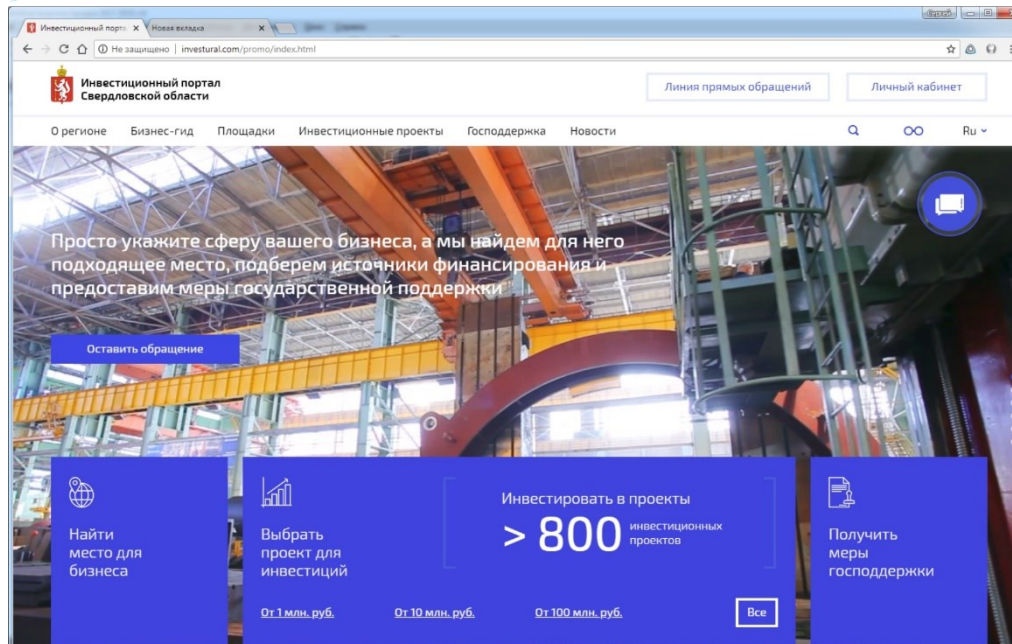 Сергей
Инвестиционный порта
Новая вкладка
Не защищено | investural.com/promo/index.html
Инвестиционный портал
Свердловской области
Линия прямых обращений
Личный кабинет
О регионе Бизнес-гид Площадки Инвестиционные проекты Господдержка Новости Ru
Просто укажите сферу вашего бизнеса, а мы найдем для него
подходящее место, подберем источники финансирования и
предоставим меры государственной поддержки
Оставить обращение
Найти
место для
бизнеса
Выбрать
проект для
инвестиций
Инвестировать в проекты
> 800 инвестиционных
проектов
От 1 млн. руб. От 10 млн. руб. От 100 млн. руб. Все
Получить
меры
господдержки